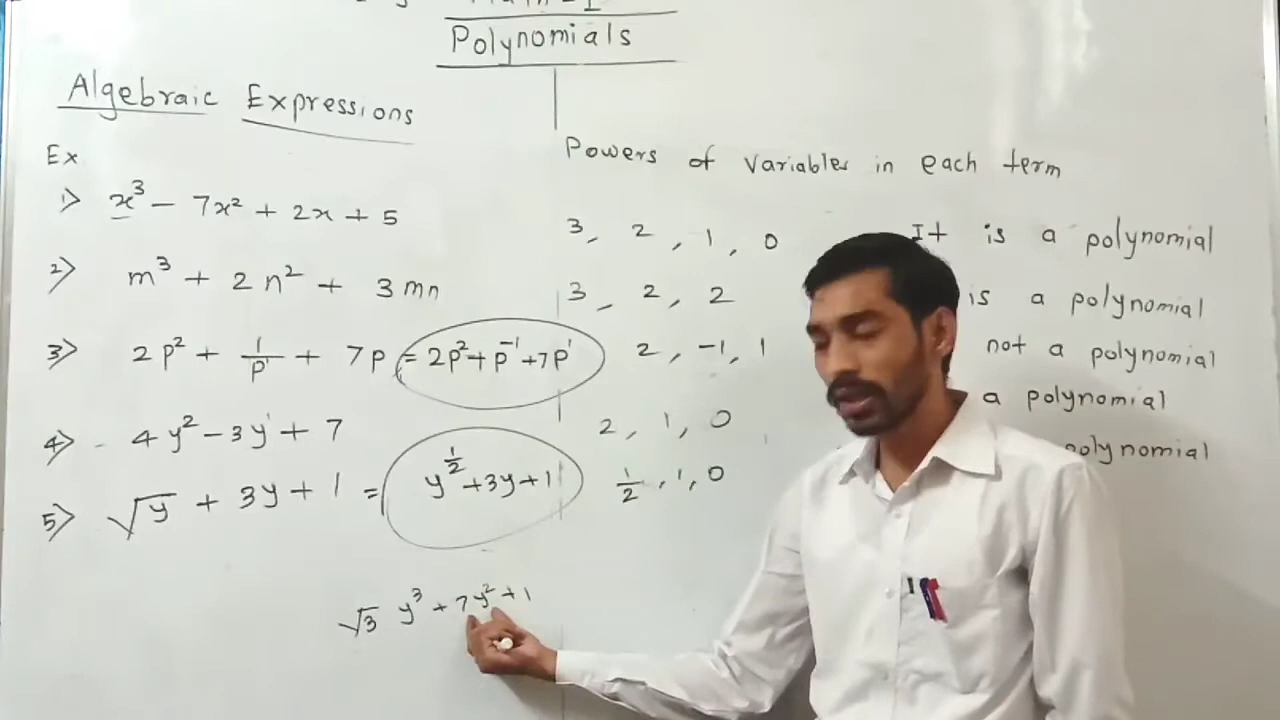 Polynomials
Algebraic Expressions
Powers of variables in each term
Ex
1> x³ − 7x² + 2x + 5 3, 2, 1, 0 It is a polynomial
2> m³ + 2n² + 3mn 3, 2, 2 is a polynomial
3> 2p² + 1/p¹ + 7p = 2p² + p⁻¹ + 7p¹ 2, −1, 1 not a polynomial
4> 4y² − 3y¹ + 7 2, 1, 0 a polynomial
5> √y + 3y + 1 = y^½ + 3y + 1 ½, 1, 0 polynomial
√3 y³ + 7y² + 1